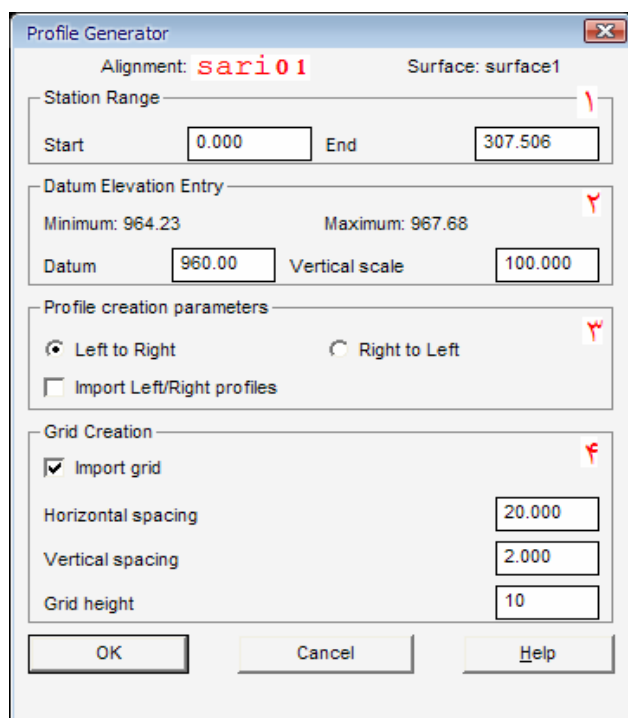 Profile Generator
Alignment: sari01 Surface: surface1
Station Range ۱
Start 0.000 End 307.506
Datum Elevation Entry ۲
Minimum: 964.23 Maximum: 967.68
Datum 960.00 Vertical scale 100.000
Profile creation parameters ۳
Left to Right Right to Left
Import Left/Right profiles
Grid Creation ۴
Import grid
Horizontal spacing 20.000
Vertical spacing 2.000
Grid height 10
OK Cancel Help